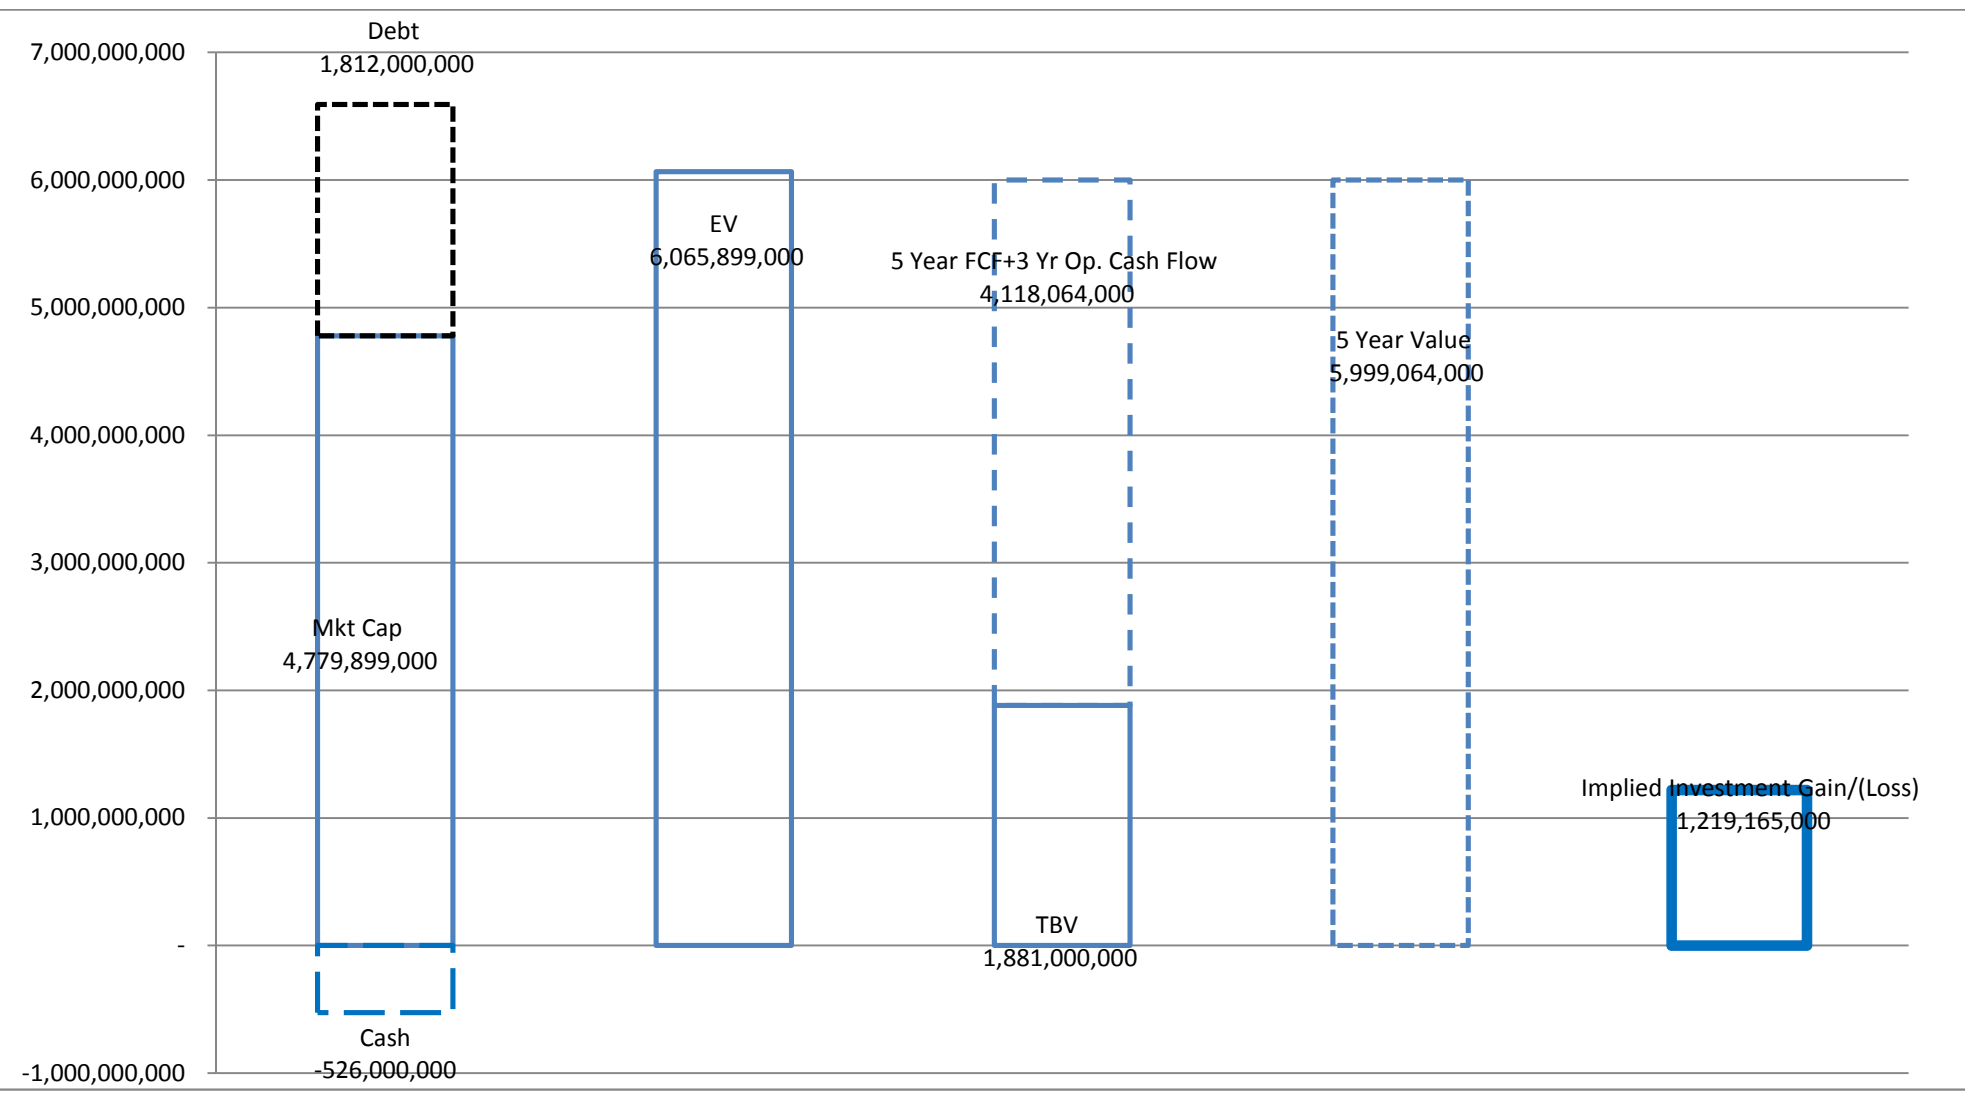 Debt
1,812,000,000
7,000,000,000
6,000,000,000
EV
6,065,899,000
5 Year FCF+3 Yr Op. Cash Flow
4,118,064,000
5,000,000,000
5 Year Value
5,999,064,000
4,000,000,000
3,000,000,000
Mkt Cap
4,779,899,000
2,000,000,000
Implied Investment Gain/(Loss)
1,219,165,000
1,000,000,000
TBV
1,881,000,000
-
Cash
-526,000,000
-1,000,000,000